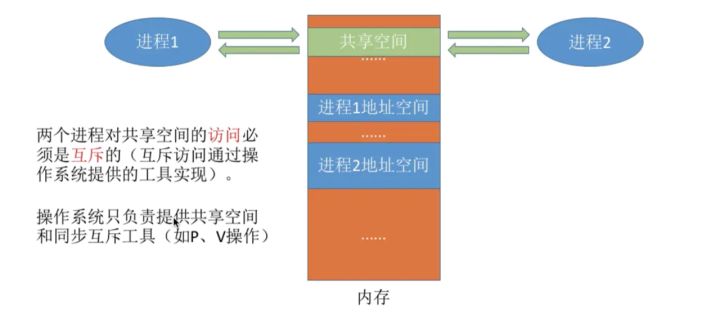 进程1
共享空间
进程2
......
进程1地址空间
......
进程2地址空间
......
内存
两个进程对共享空间的访问必
须是互斥的（互斥访问通过操
作系统提供的工具实现）。
操作系统只负责提供共享空间
和同步互斥工具（如P、V操作）